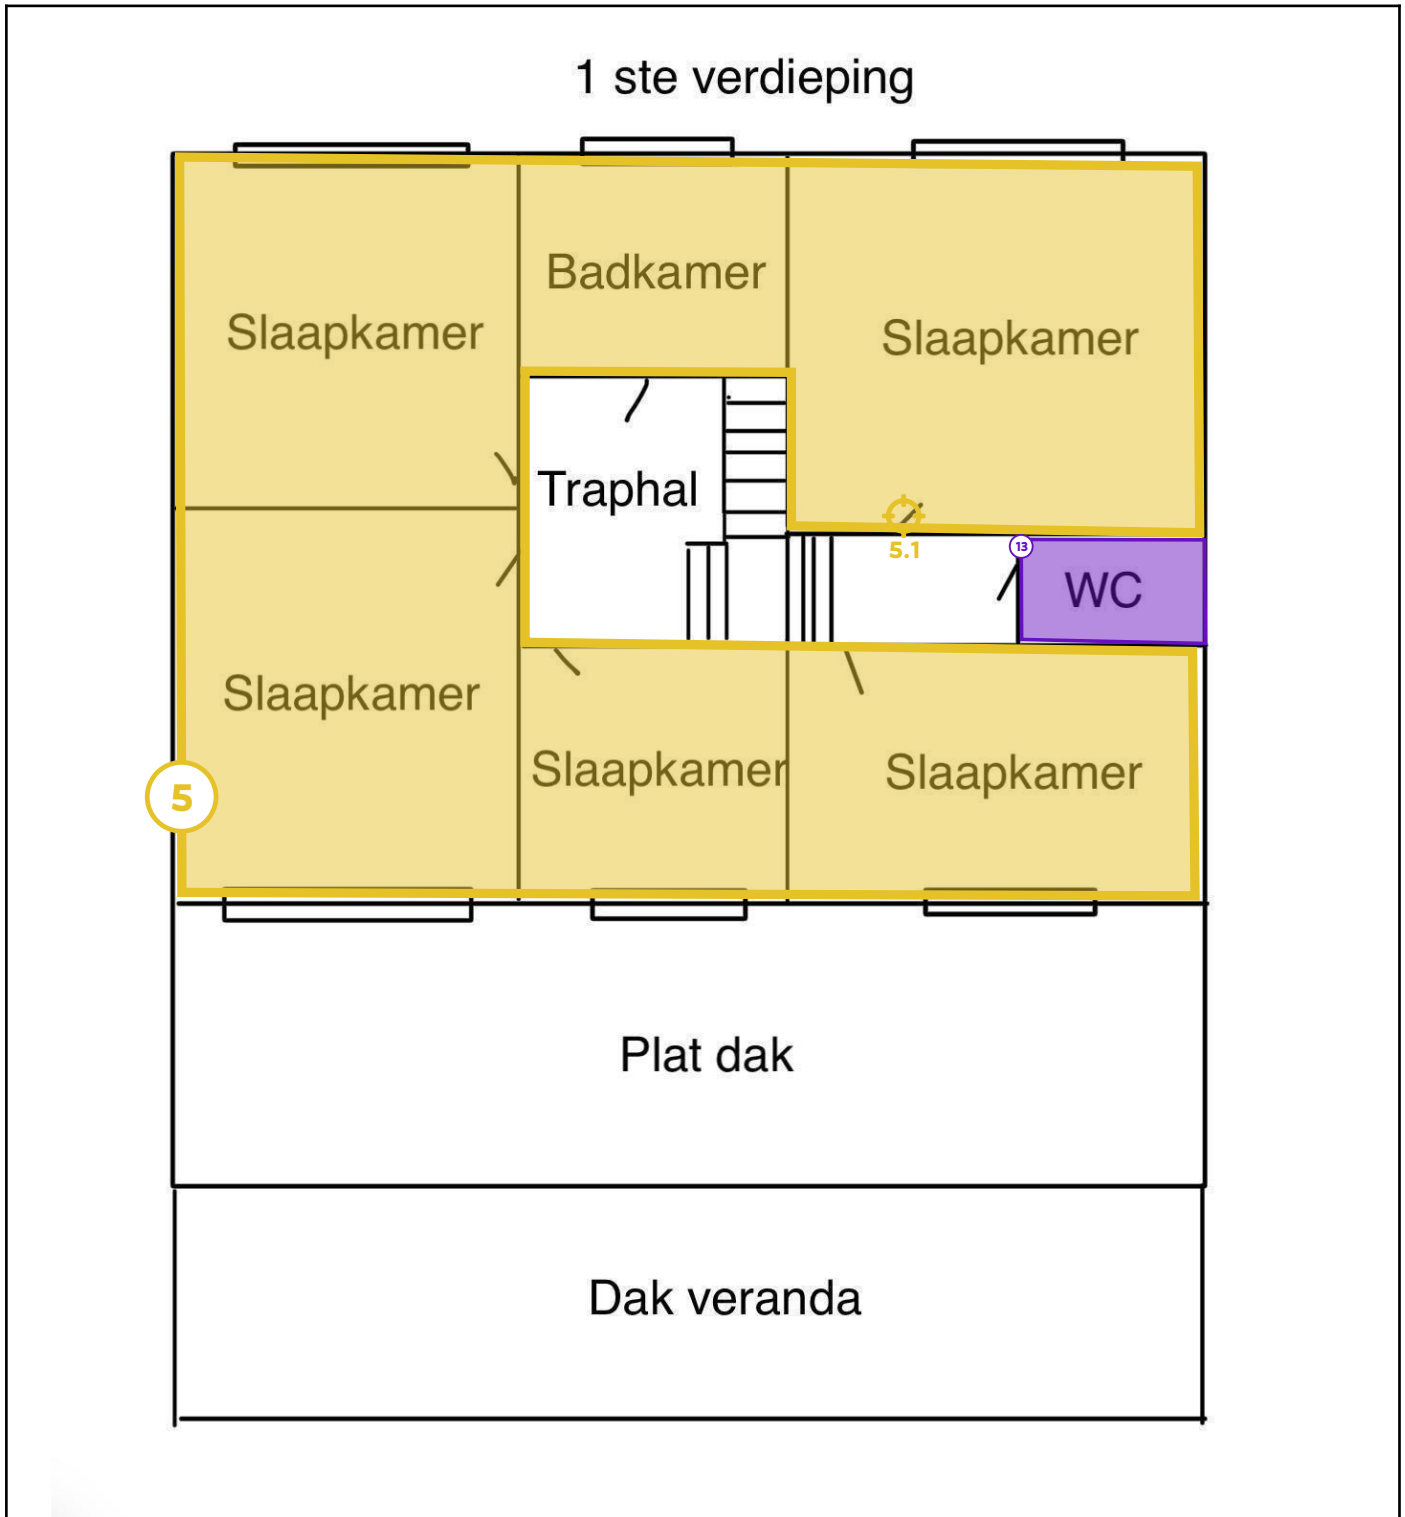 1 ste verdieping
Badkamer
Slaapkamer
Slaapkamer
Traphal
5.1
13
WC
Slaapkamer
Slaapkamer
Slaapkamer
5
Plat dak
Dak veranda